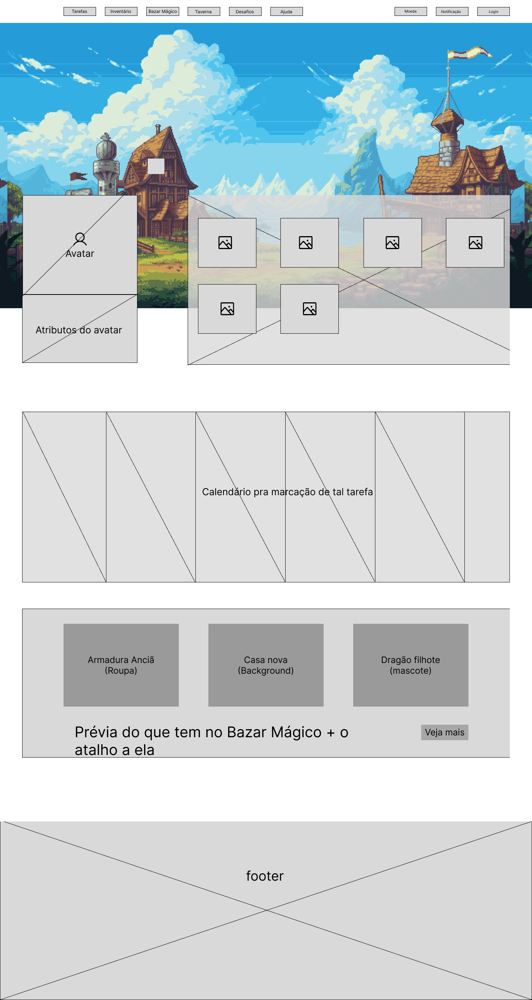 Tarefas
Inventário
Bazar Mágico
Taverna
Desafios
Ajuda
Moeda
Notificação
Login
Avatar
Atributos do avatar
Calendário pra marcação de tal tarefa
Armadura Anciã
(Roupa)
Casa nova
(Background)
Dragão filhote
(mascote)
Prévia do que tem no Bazar Mágico + o
atalho a ela
Veja mais
footer